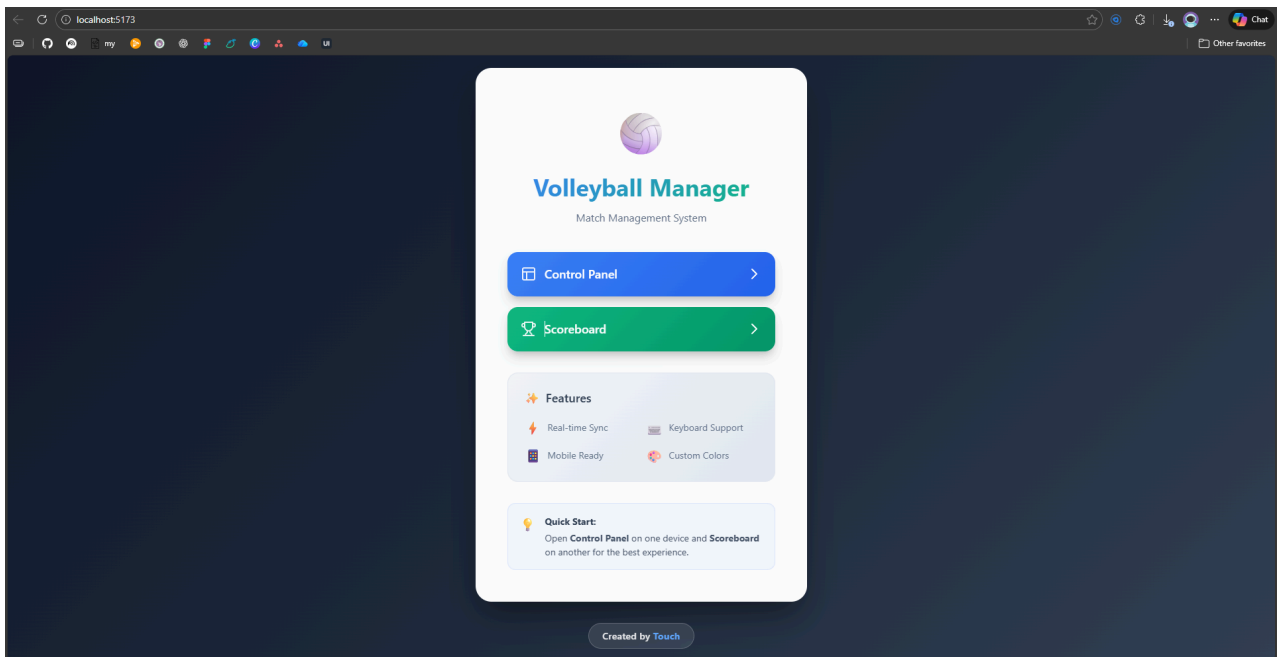 localhost:5173
Chat
my
UI
Other favorites
Volleyball Manager
Match Management System
Control Panel
Scoreboard
Features
Real-time Sync
Keyboard Support
Mobile Ready
Custom Colors
Quick Start:
Open Control Panel on one device and Scoreboard
on another for the best experience.
Created by Touch